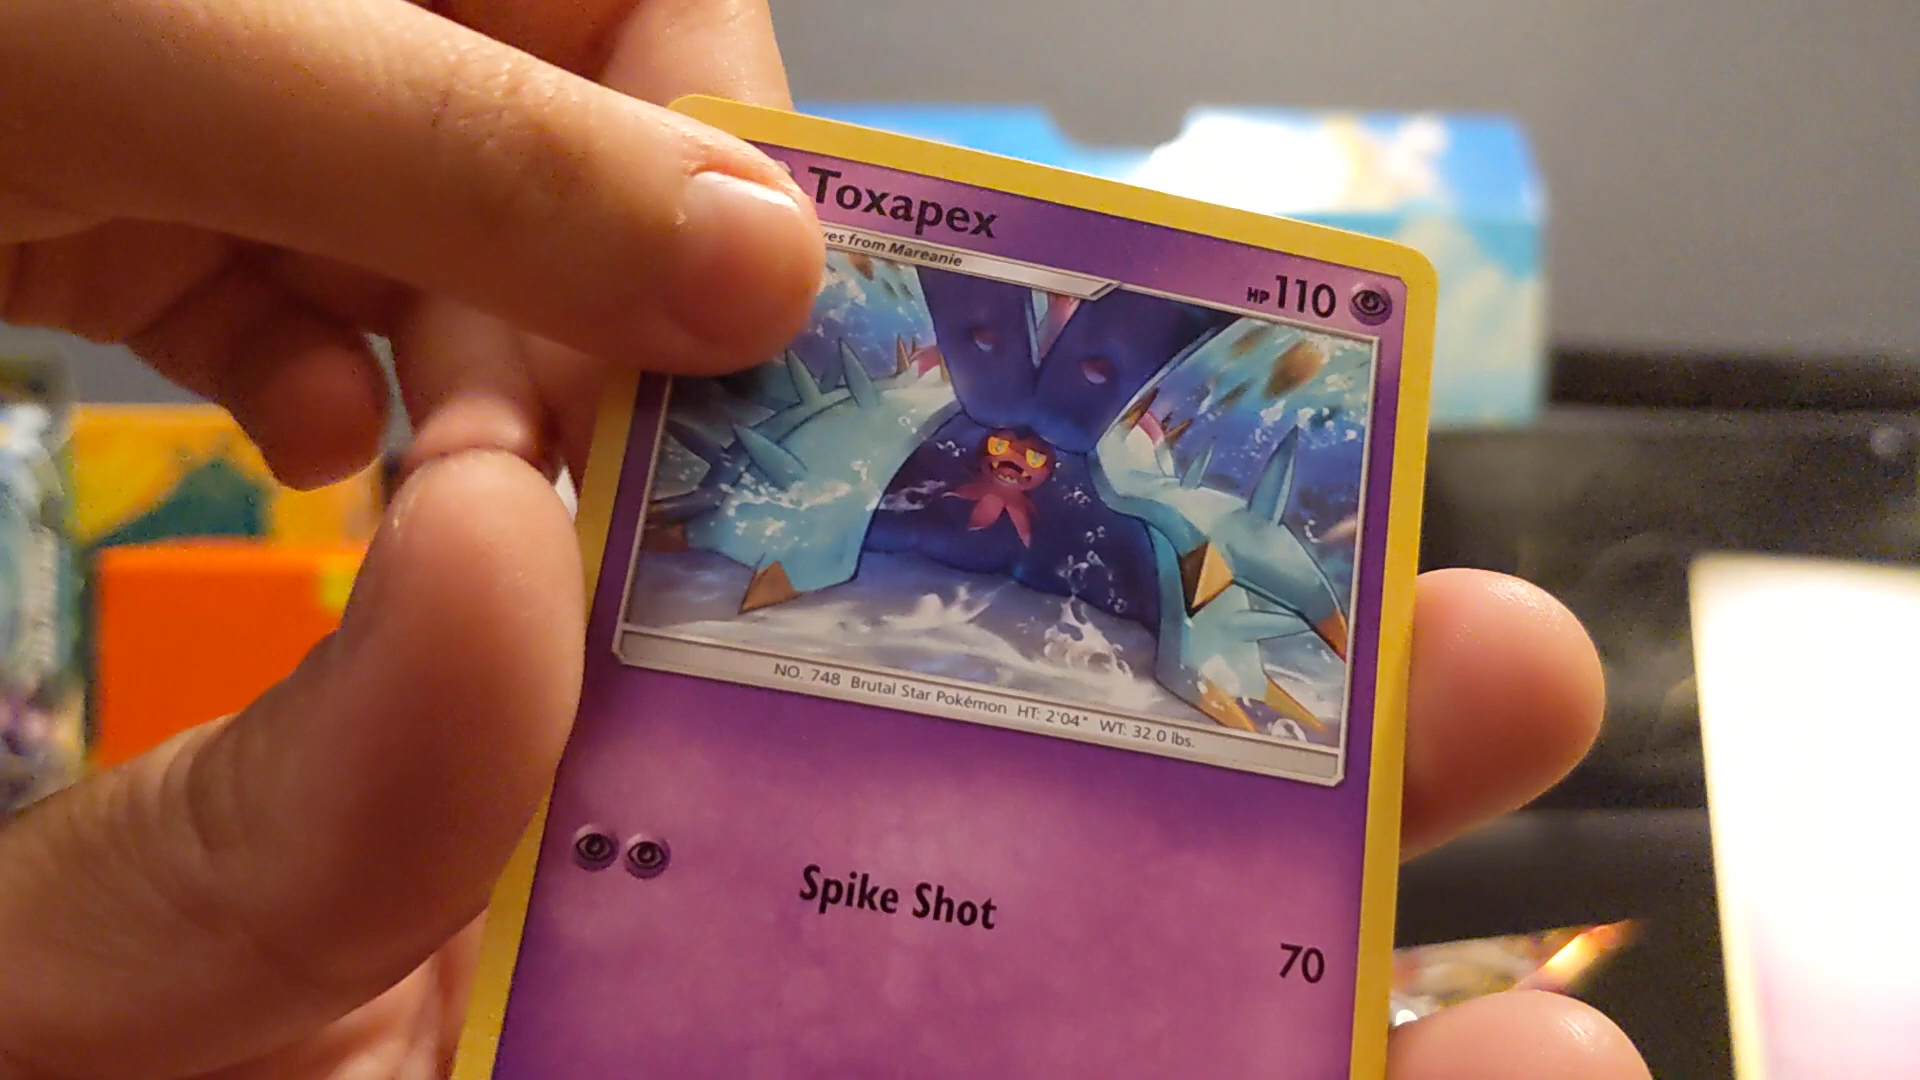 Toxapex
ves from Mareanie
HP 110
NO. 748 Brutal Star Pokémon HT: 2'04" WT: 32.0 lbs.
Spike Shot
70